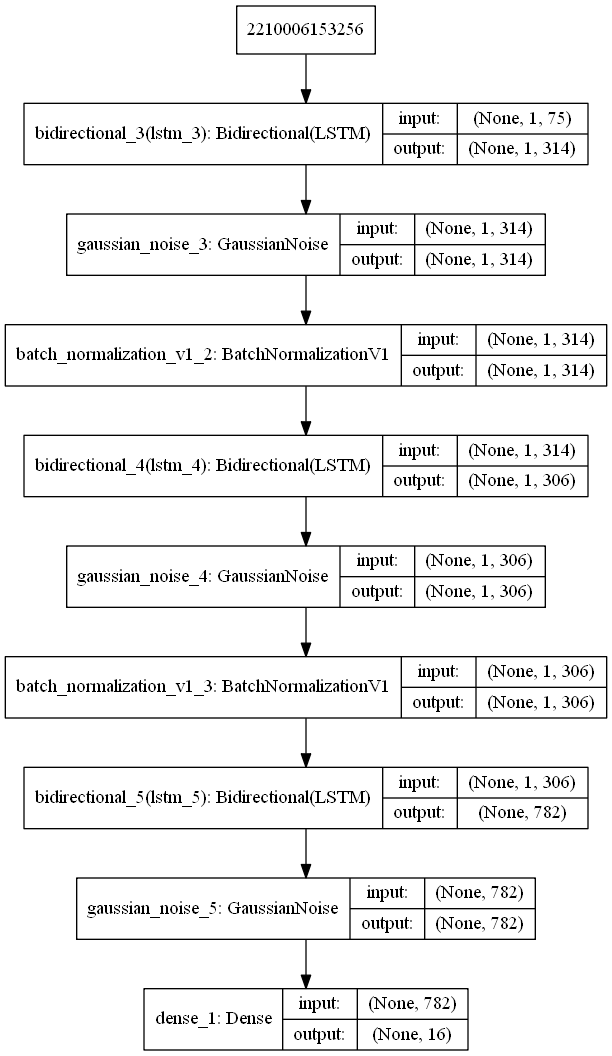 2210006153256
bidirectional_3(lstm_3): Bidirectional(LSTM)
input: (None, 1, 75)
output: (None, 1, 314)
gaussian_noise_3: GaussianNoise
input: (None, 1, 314)
output: (None, 1, 314)
batch_normalization_v1_2: BatchNormalizationV1
input: (None, 1, 314)
output: (None, 1, 314)
bidirectional_4(lstm_4): Bidirectional(LSTM)
input: (None, 1, 314)
output: (None, 1, 306)
gaussian_noise_4: GaussianNoise
input: (None, 1, 306)
output: (None, 1, 306)
batch_normalization_v1_3: BatchNormalizationV1
input: (None, 1, 306)
output: (None, 1, 306)
bidirectional_5(lstm_5): Bidirectional(LSTM)
input: (None, 1, 306)
output: (None, 782)
gaussian_noise_5: GaussianNoise
input: (None, 782)
output: (None, 782)
dense_1: Dense
input: (None, 782)
output: (None, 16)